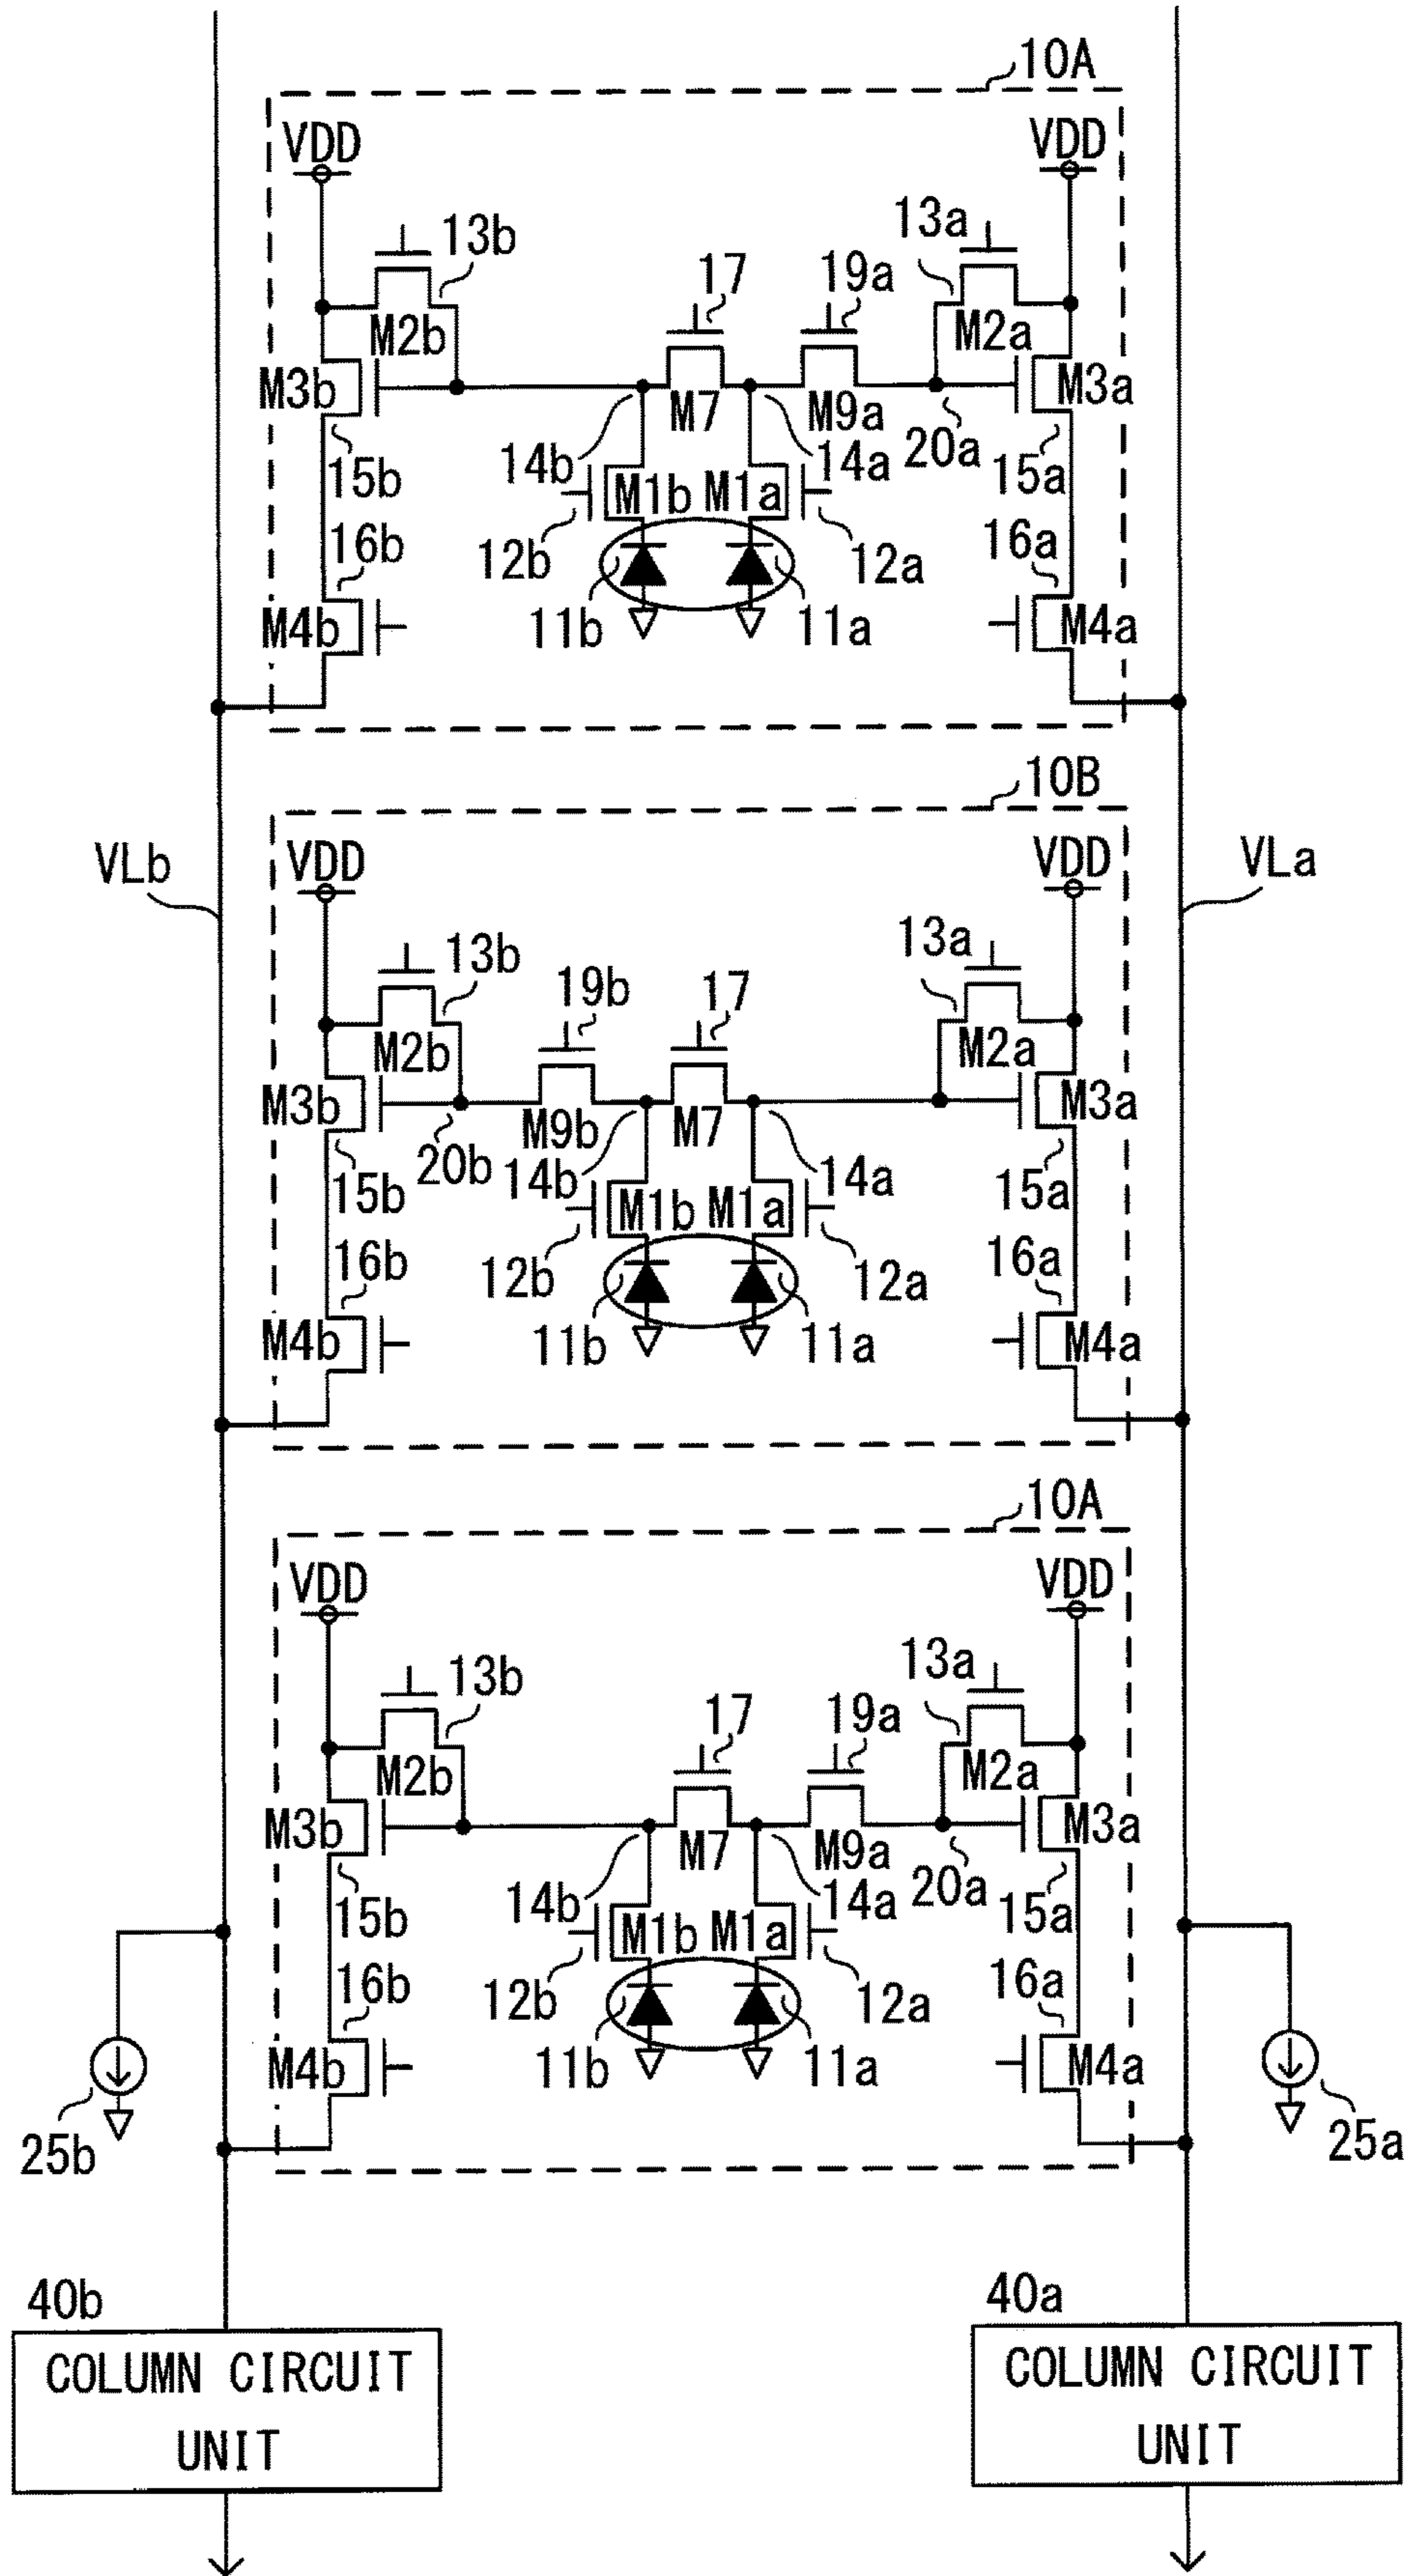 10A
VDD VDD
13b 17 19a 13a
M2b M2a
M3b M7 M9a M3a
14b 14a 20a
15b M1b M1a 15a
16b 12b 12a 16a
M4b 11b 11a M4a
10B
VLb VLa
VDD VDD
13b 19b 17 13a
M2b M2a
M3b M9b M7 M3a
20b 14b 14a
15b M1b M1a 15a
16b 12b 12a 16a
M4b 11b 11a M4a
10A
VDD VDD
13b 17 19a 13a
M2b M2a
M3b M7 M9a M3a
14b 14a 20a
15b M1b M1a 15a
16b 12b 12a 16a
M4b 11b 11a M4a
25b 25a
40b 40a
COLUMN CIRCUIT
UNIT
COLUMN CIRCUIT
UNIT